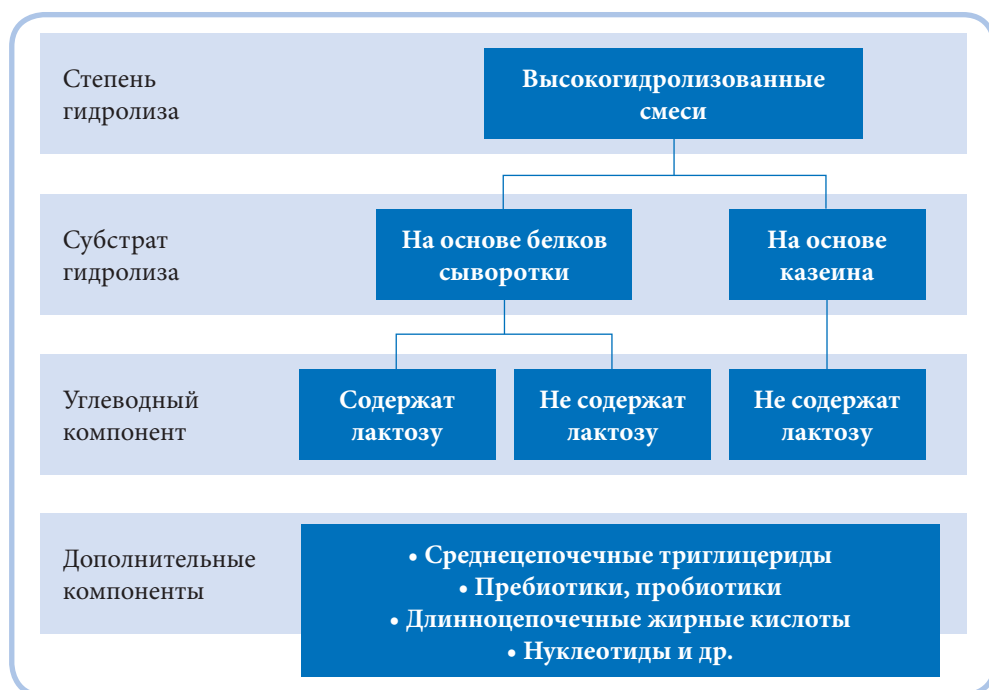 Степень
гидролиза
Высокогидролизованные
смеси
Субстрат
гидролиза
На основе белков
сыворотки
На основе
казеина
Углеводный
компонент
Содержат
лактозу
Не содержат
лактозу
Не содержат
лактозу
Дополнительные
компоненты
• Среднецепочечные триглицериды
• Пребиотики, пробиотики
• Длинноцепочечные жирные кислоты
• Нуклеотиды и др.